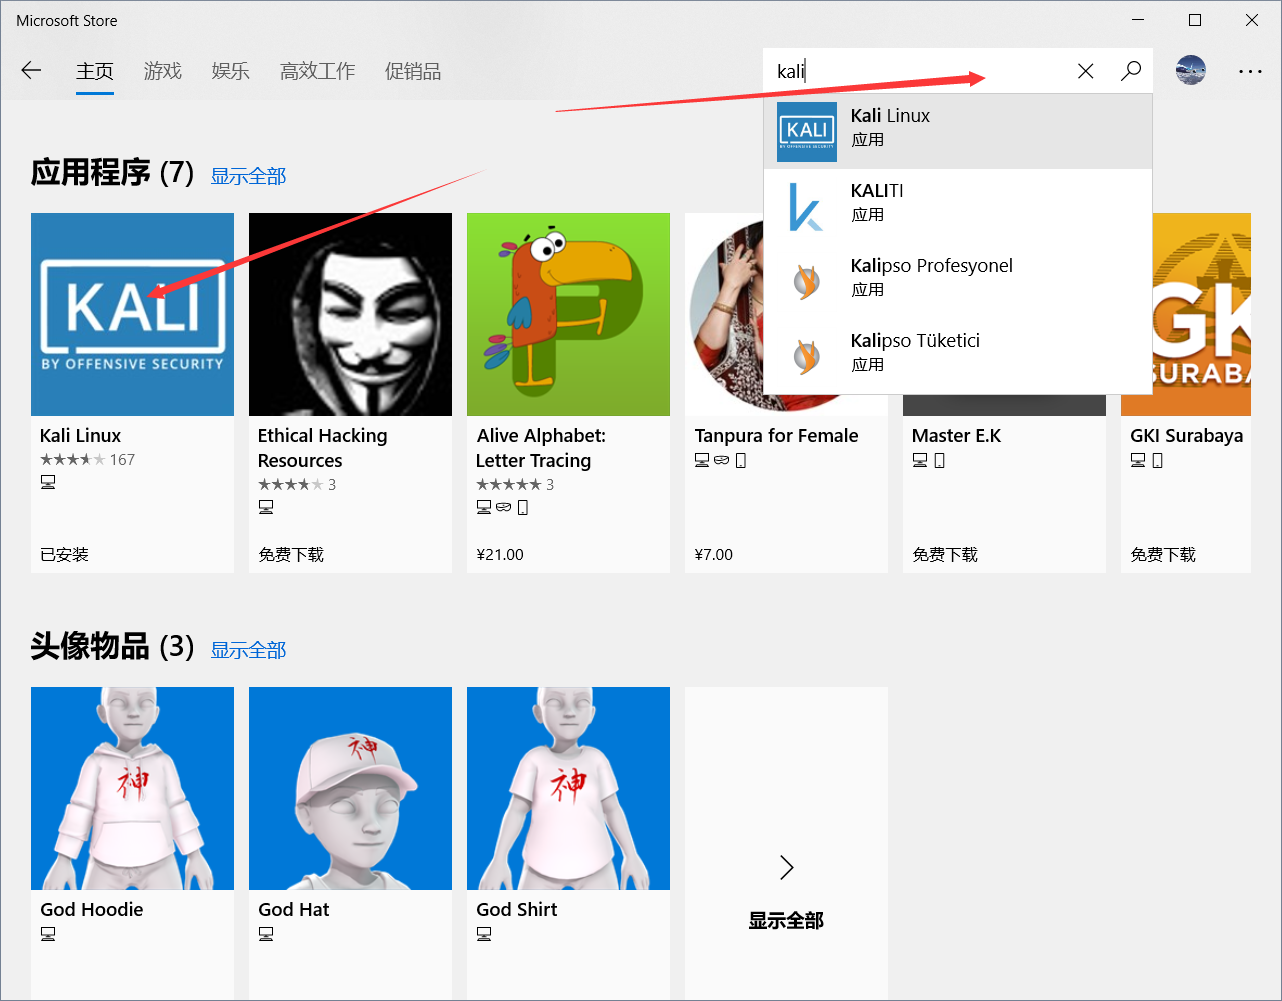 Microsoft Store
主页
游戏
娱乐
高效工作
促销品
kali
Kali Linux
应用
KALITI
应用
Kalipso Profesyonel
应用
Kalipso Tüketici
应用
KALI
BY OFFENSIVE SECURITY
应用程序 (7)
显示全部
KALI
BY OFFENSIVE SECURITY
GK
SURABA
Kali Linux
167
已安装
Ethical Hacking
Resources
3
免费下载
Alive Alphabet:
Letter Tracing
3
¥21.00
Tanpura for Female
¥7.00
Master E.K
免费下载
GKI Surabaya
免费下载
头像物品 (3)
显示全部
神
神
神
God Hoodie
God Hat
God Shirt
显示全部